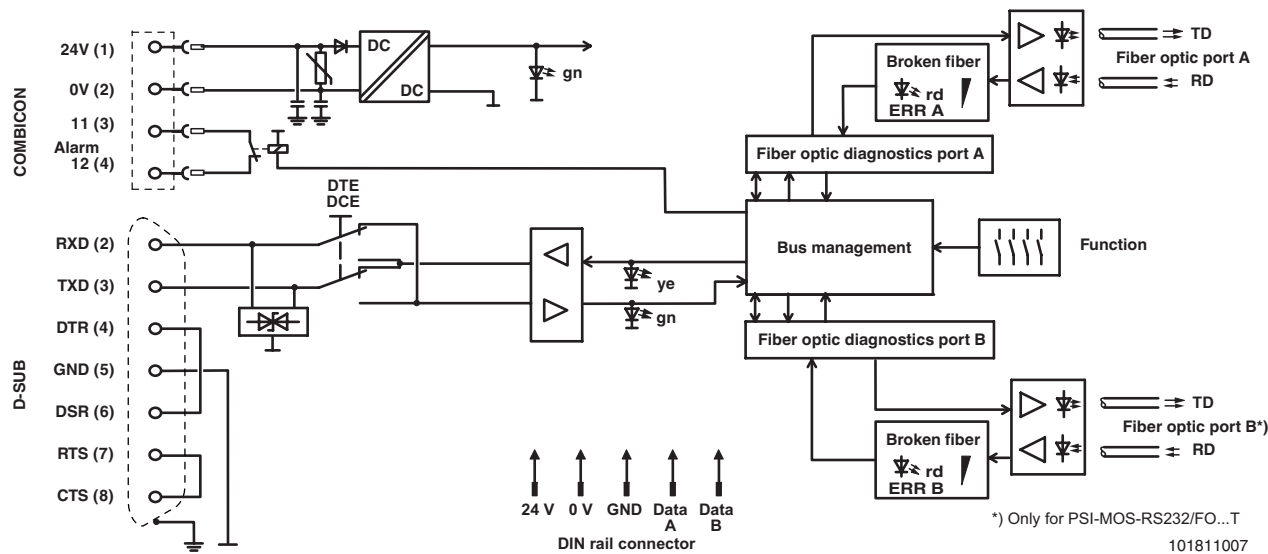 COMBICON
24V (1)
0V (2)
11 (3)
Alarm
12 (4)
DC
DC
gn
D-SUB
RXD (2)
TXD (3)
DTR (4)
GND (5)
DSR (6)
RTS (7)
CTS (8)
DTE
DCE
ye
gn
24 V 0 V GND Data A Data B
DIN rail connector
Broken fiber
rd
ERR A
TD
Fiber optic port A
RD
Fiber optic diagnostics port A
Bus management
Function
Fiber optic diagnostics port B
Broken fiber
rd
ERR B
TD
Fiber optic port B*)
RD
*) Only for PSI-MOS-RS232/FO...T
101811007